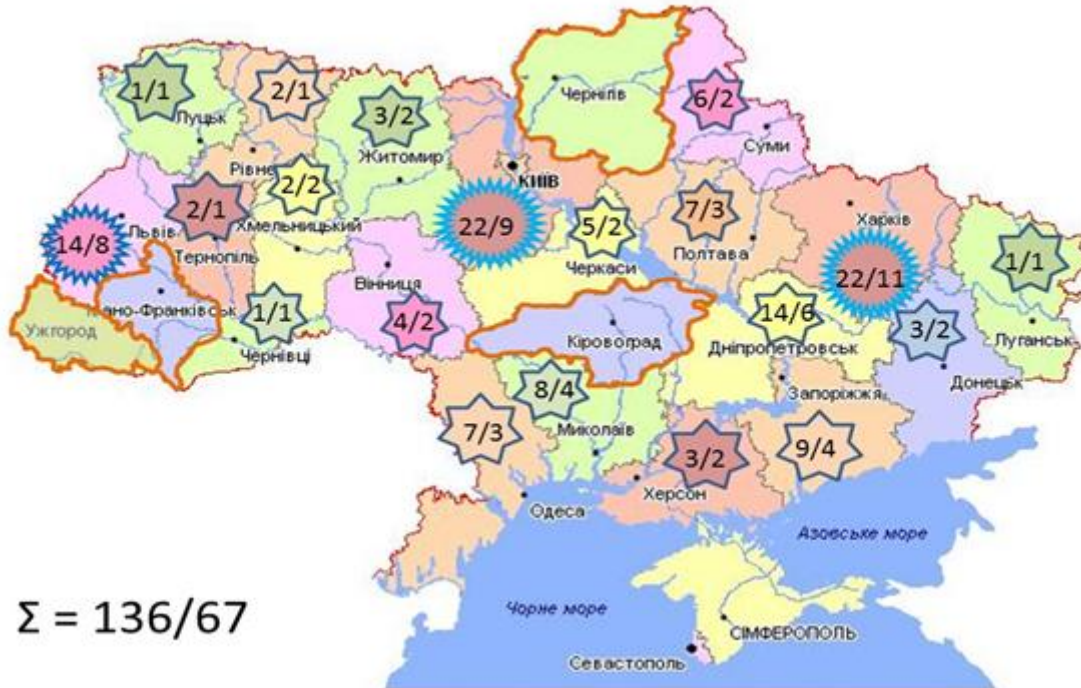 Чернігів
1/1
2/1
6/2
3/2
Луцьк
Суми
Рівне
Житомир
КИЇВ
2/2
2/1
22/9
5/2
7/3
Харків
Львів
Хмельницький
14/8
Тернопіль
Черкаси
Полтава
22/11
1/1
Вінниця
Івано-Франківськ
1/1
4/2
14/6
3/2
Ужгород
Чернівці
Кіровоград
Дніпропетровськ
Луганськ
Донецьк
8/4
Запоріжжя
7/3
Миколаїв
3/2
9/4
Херсон
Одеса
Азовське море
Σ = 136/67
Чорне море
СІМФЕРОПОЛЬ
Севастополь